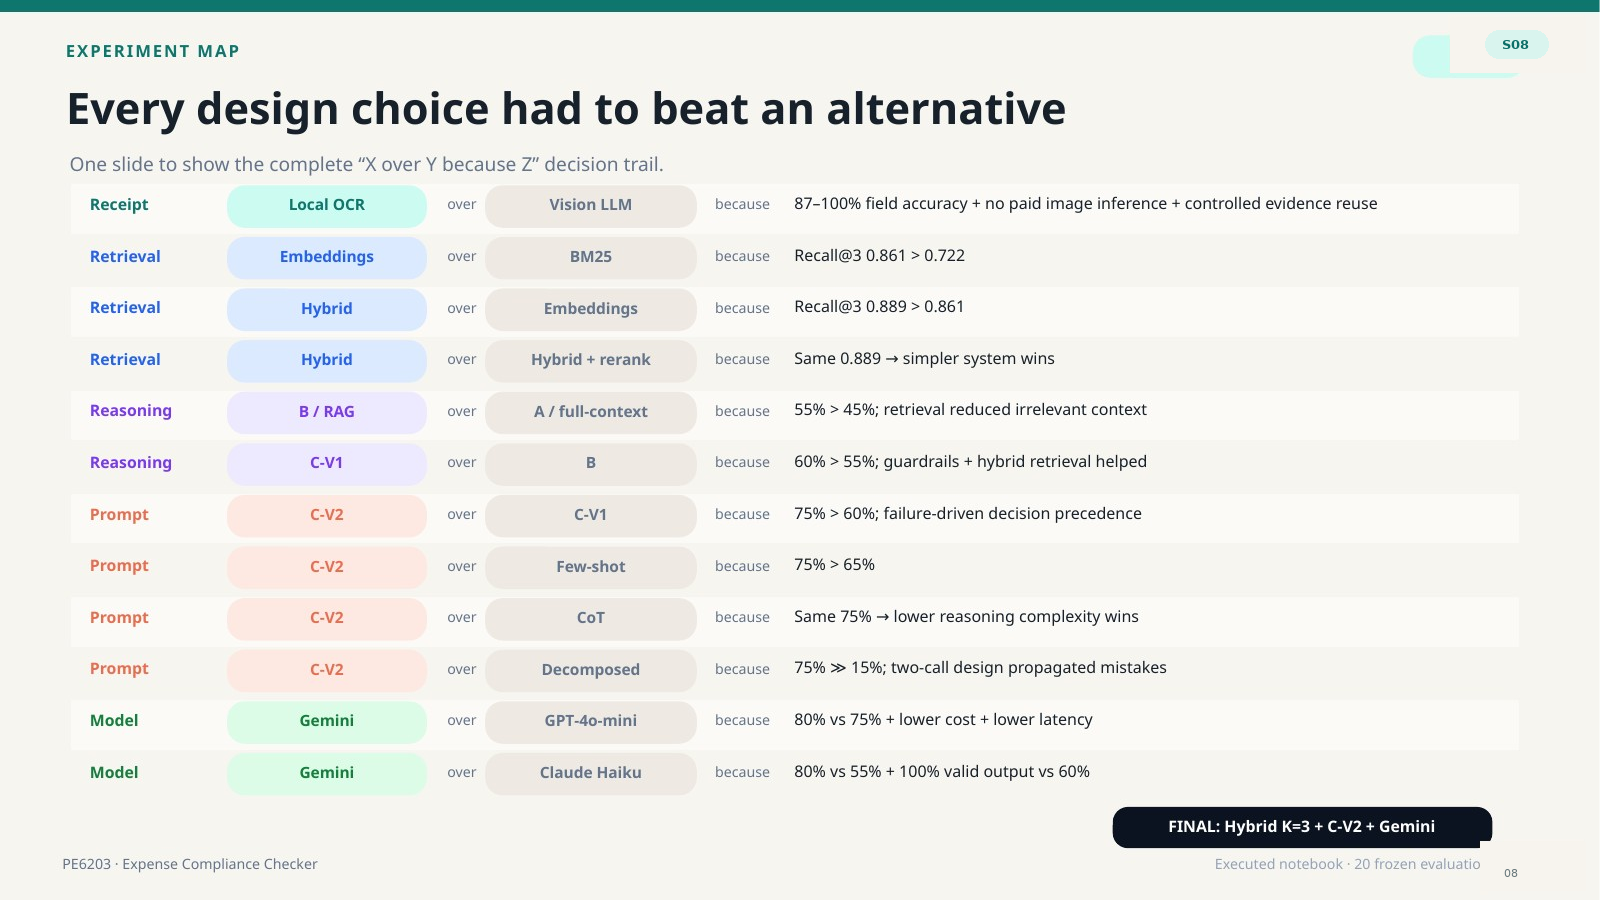 EXPERIMENT MAP
S08
Every design choice had to beat an alternative
One slide to show the complete “X over Y because Z” decision trail.
Receipt Local OCR over Vision LLM because 87–100% field accuracy + no paid image inference + controlled evidence reuse
Retrieval Embeddings over BM25 because Recall@3 0.861 > 0.722
Retrieval Hybrid over Embeddings because Recall@3 0.889 > 0.861
Retrieval Hybrid over Hybrid + rerank because Same 0.889 → simpler system wins
Reasoning B / RAG over A / full-context because 55% > 45%; retrieval reduced irrelevant context
Reasoning C-V1 over B because 60% > 55%; guardrails + hybrid retrieval helped
Prompt C-V2 over C-V1 because 75% > 60%; failure-driven decision precedence
Prompt C-V2 over Few-shot because 75% > 65%
Prompt C-V2 over CoT because Same 75% → lower reasoning complexity wins
Prompt C-V2 over Decomposed because 75% ≫ 15%; two-call design propagated mistakes
Model Gemini over GPT-4o-mini because 80% vs 75% + lower cost + lower latency
Model Gemini over Claude Haiku because 80% vs 55% + 100% valid output vs 60%
FINAL: Hybrid K=3 + C-V2 + Gemini
PE6203 · Expense Compliance Checker
Executed notebook · 20 frozen evaluatio
08